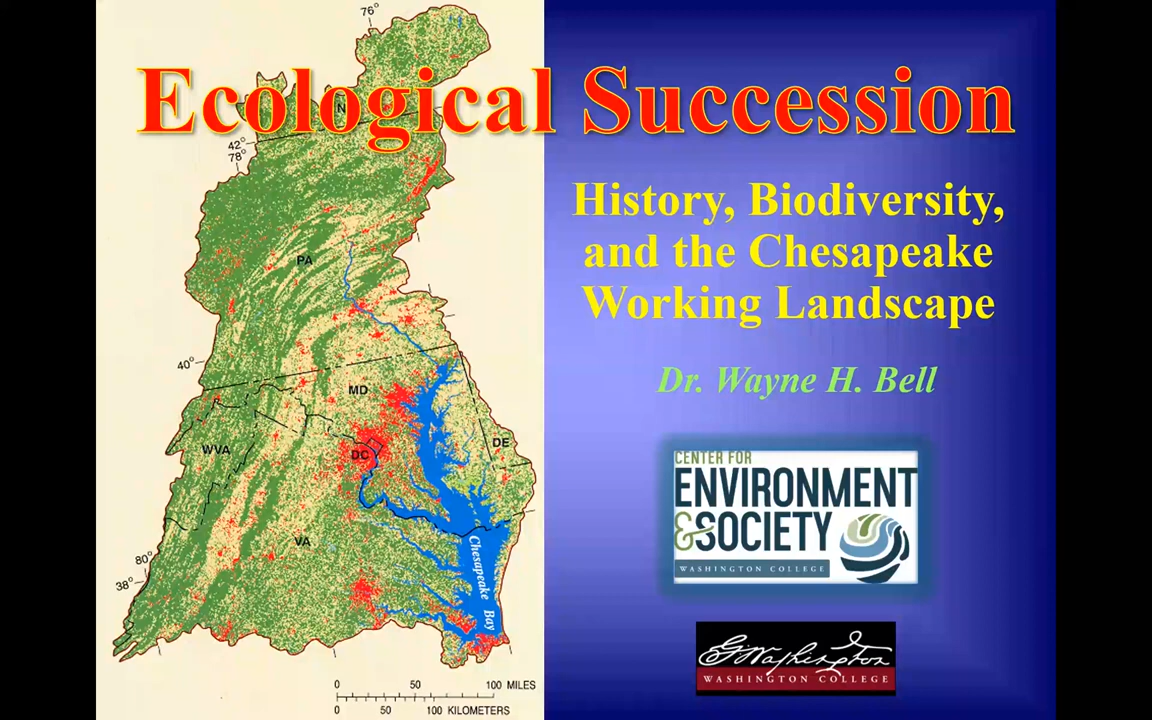 Ecological Succession
History, Biodiversity,
and the Chesapeake
Working Landscape
Dr. Wayne H. Bell
CENTER FOR
ENVIRONMENT
& SOCIETY
WASHINGTON COLLEGE
G Washington
WASHINGTON COLLEGE
76°
N
42°
78°
PA
40°
MD
WVA
DE
DC
VA
80°
38°
Chesapeake Bay
0 50 100 MILES
0 50 100 KILOMETERS